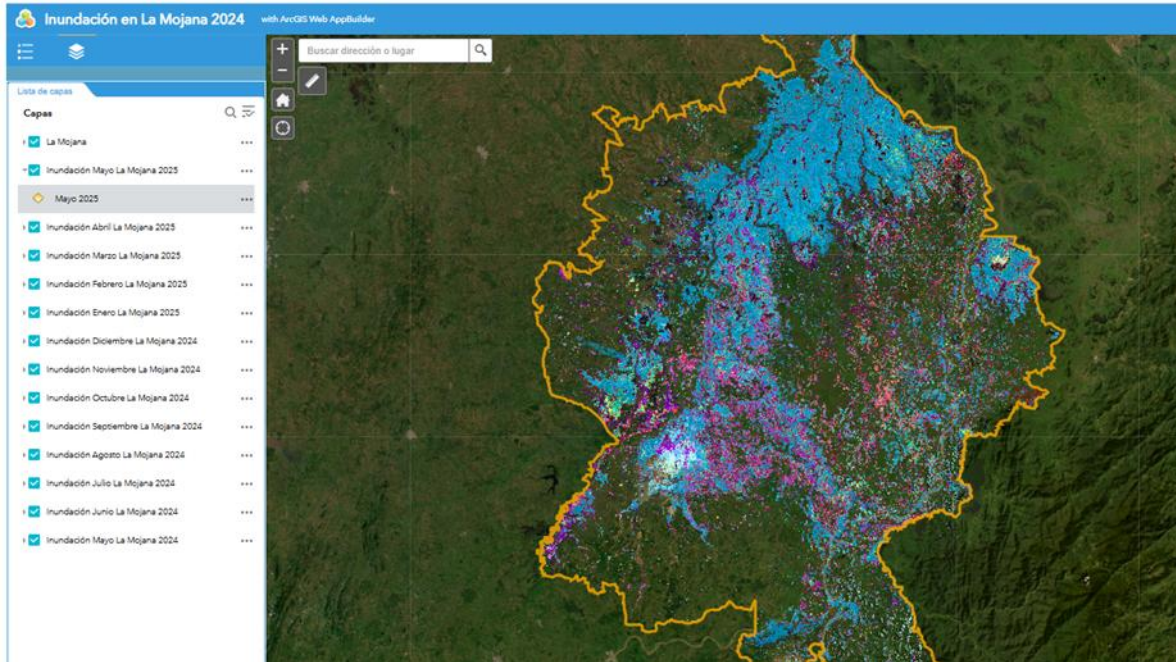 Inundación en La Mojana 2024 with ArcGIS Web AppBuilder
+
Buscar dirección o lugar
−
Lista de capas
Capas
La Mojana
Inundación Mayo La Mojana 2025
Mayo 2025
Inundación Abril La Mojana 2025
Inundación Marzo La Mojana 2025
Inundación Febrero La Mojana 2025
Inundación Enero La Mojana 2025
Inundación Diciembre La Mojana 2024
Inundación Noviembre La Mojana 2024
Inundación Octubre La Mojana 2024
Inundación Septiembre La Mojana 2024
Inundación Agosto La Mojana 2024
Inundación Julio La Mojana 2024
Inundación Junio La Mojana 2024
Inundación Mayo La Mojana 2024